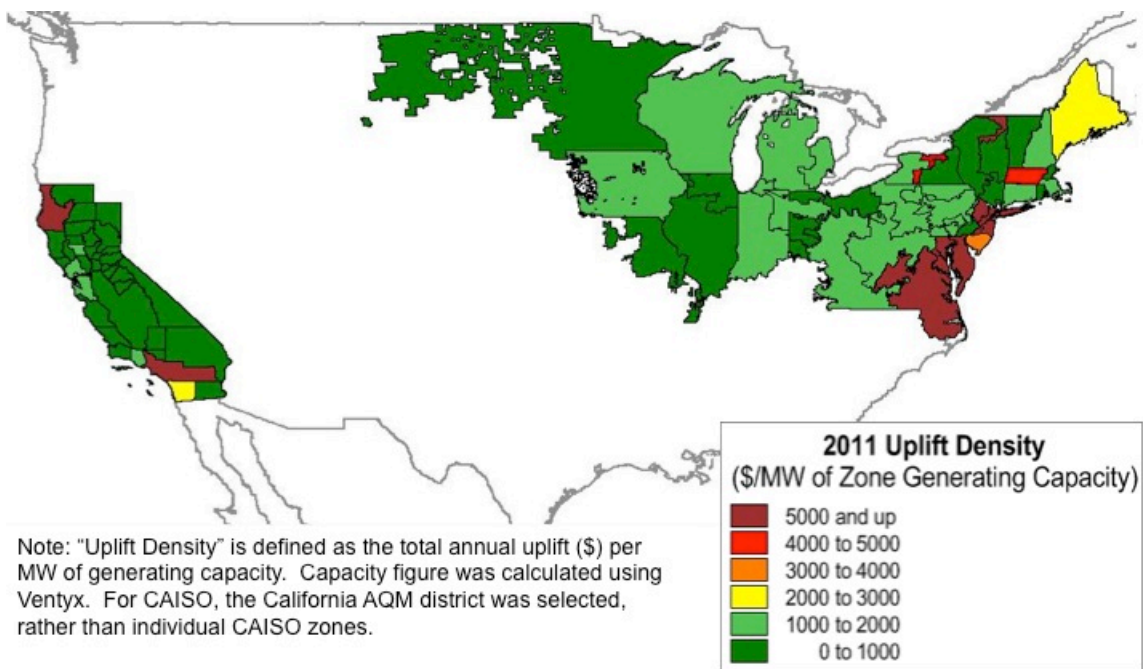 Note: “Uplift Density” is defined as the total annual uplift ($) per
MW of generating capacity.  Capacity figure was calculated using
Ventyx.  For CAISO, the California AQM district was selected,
rather than individual CAISO zones.
2011 Uplift Density
($/MW of Zone Generating Capacity)
5000 and up
4000 to 5000
3000 to 4000
2000 to 3000
1000 to 2000
0 to 1000